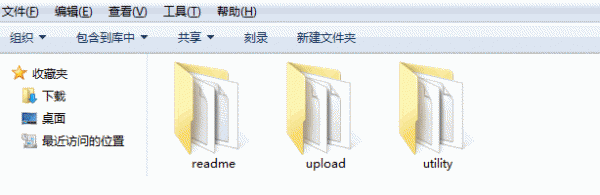 文件(F) 编辑(E) 查看(V) 工具(T) 帮助(H)
组织 包含到库中 共享 刻录 新建文件夹
收藏夹
下载
桌面
最近访问的位置
readme upload utility